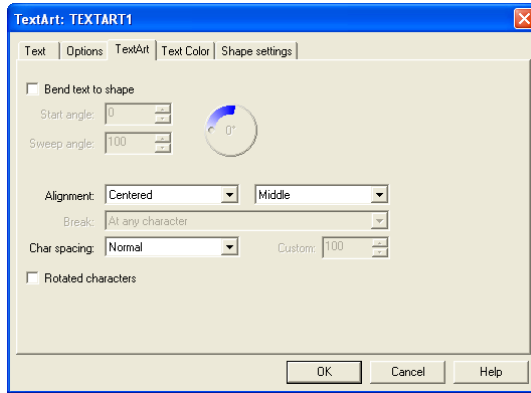 TextArt: TEXTART1
Text Options TextArt Text Color Shape settings
Bend text to shape
Start angle: 0
0°
Sweep angle: 100
Alignment: Centered Middle
Break: At any character
Char spacing: Normal Custom: 100
Rotated characters
OK Cancel Help